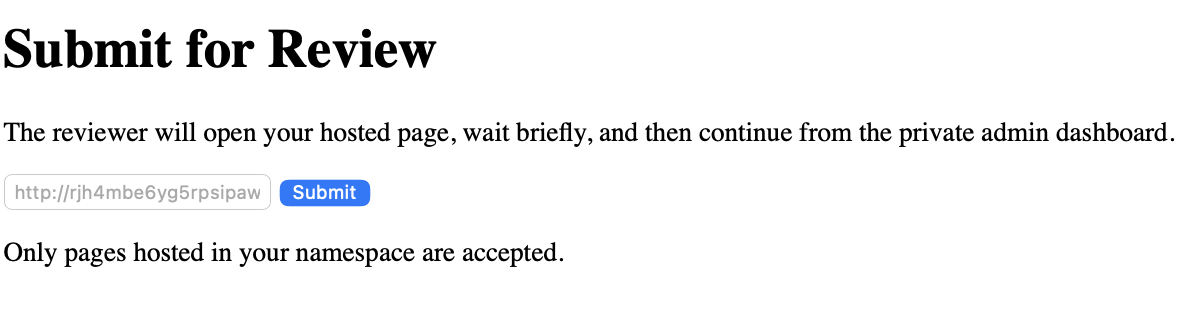 Submit for Review
The reviewer will open your hosted page, wait briefly, and then continue from the private admin dashboard.
http://rjh4mbe6yg5rpsipaw Submit
Only pages hosted in your namespace are accepted.